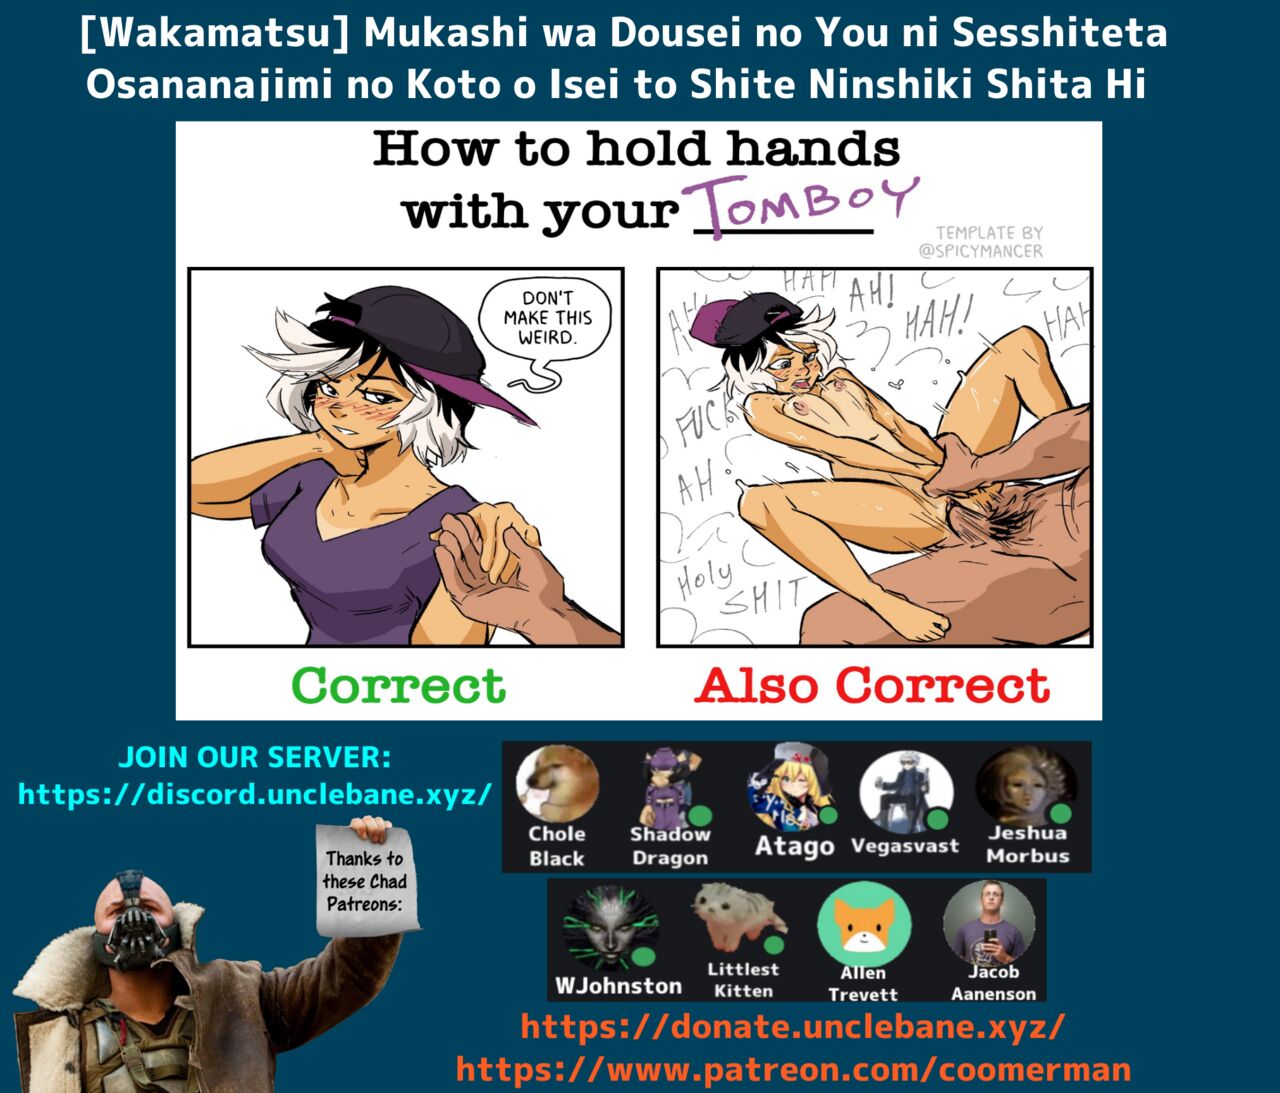 [Wakamatsu] Mukashi wa Dousei no You ni Sesshiteta
Osananajimi no Koto o Isei to Shite Ninshiki Shita Hi
How to hold hands
with your TOMBOY
TEMPLATE BY
@SPICYMANCER
DON'T
MAKE THIS
WEIRD.
HAH
AH!
HAH!
AH!
HAH
FUCK
AH.
Holy
SHIT
Correct
Also Correct
JOIN OUR SERVER:
https://discord.unclebane.xyz/
Thanks to
these Chad
Patreons:
Chole
Black
Shadow
Dragon
Atago
Vegasvast
Jeshua
Morbus
WJohnston
Littlest
Kitten
Allen
Trevett
Jacob
Aanenson
https://donate.unclebane.xyz/
https://www.patreon.com/coomerman